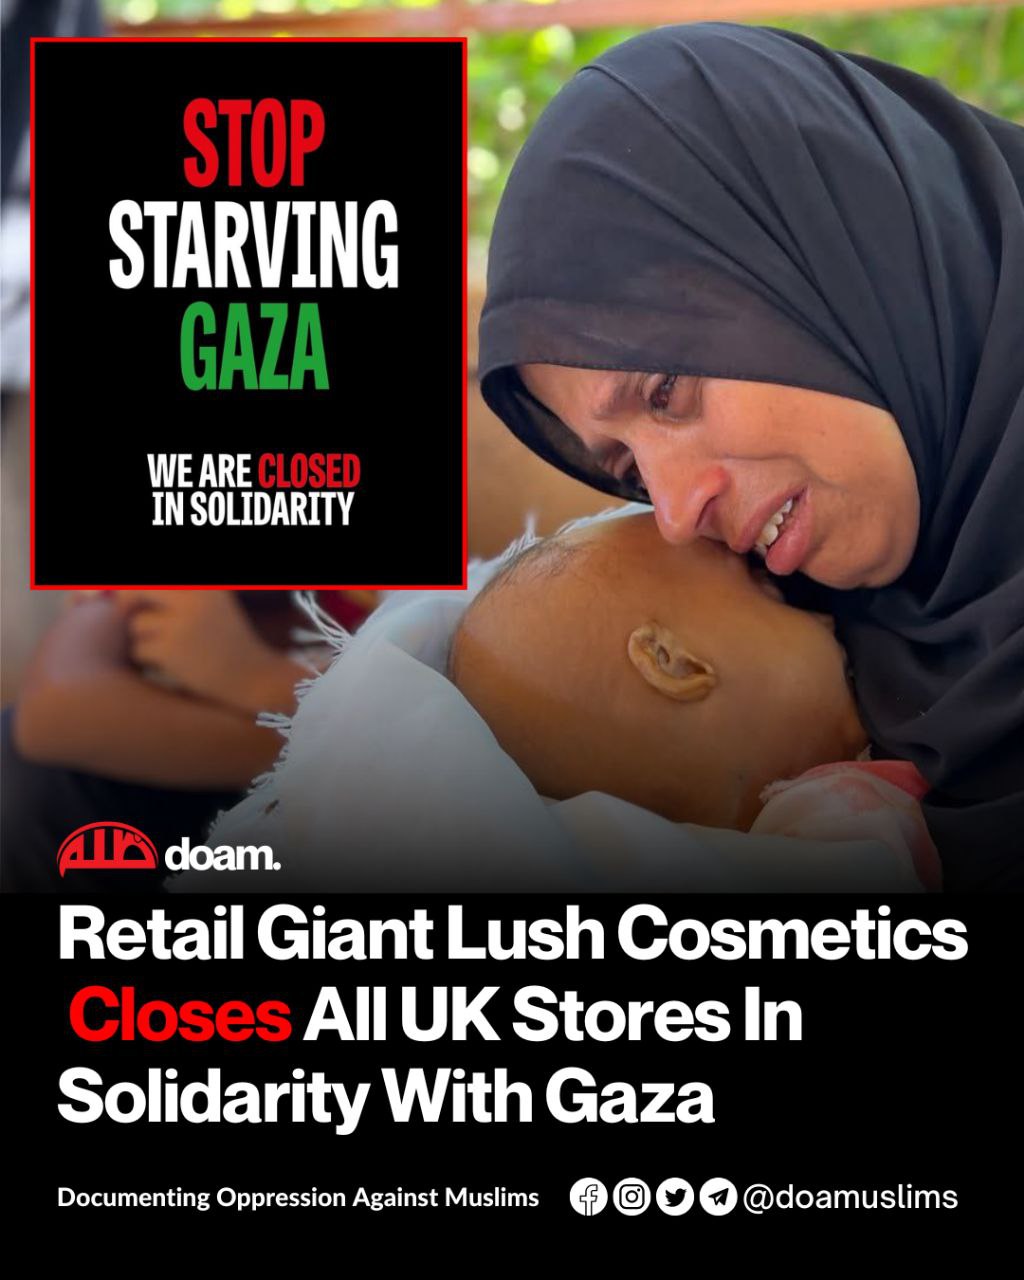 STOP
STARVING
GAZA
WE ARE CLOSED
IN SOLIDARITY
doam.
Retail Giant Lush Cosmetics
Closes All UK Stores In
Solidarity With Gaza
Documenting Oppression Against Muslims @doamuslims